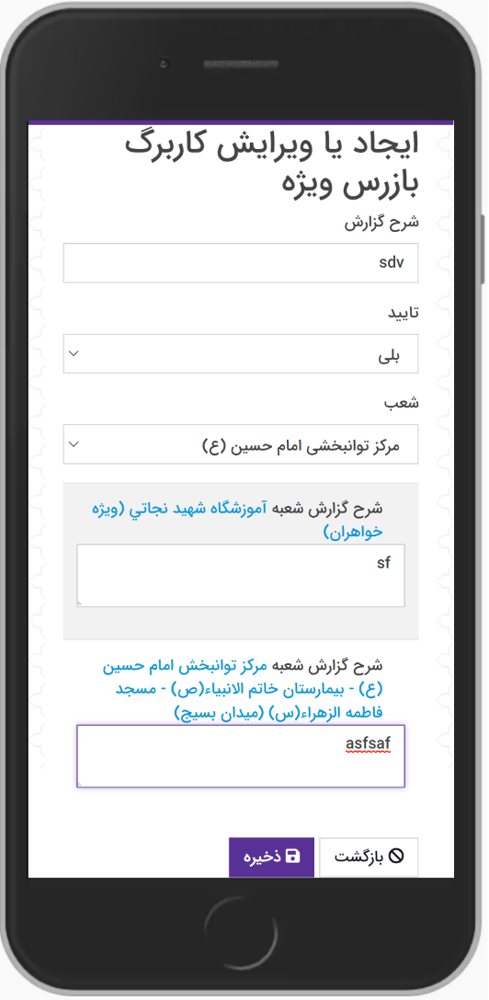 ایجاد یا ویرایش کاربرگ
بازرس ویژه
شرح گزارش
sdv
تایید
بلی
شعب
مرکز توانبخشی امام حسین (ع)
شرح گزارش شعبه آموزشگاه شهید نجاتي (ویژه
خواهران)
sf
شرح گزارش شعبه مرکز توانبخش امام حسین
(ع) - بیمارستان خاتم الانبیاء(ص) - مسجد
فاطمه الزهراء(س) (میدان بسیج)
asfsaf
بازگشت ذخیره